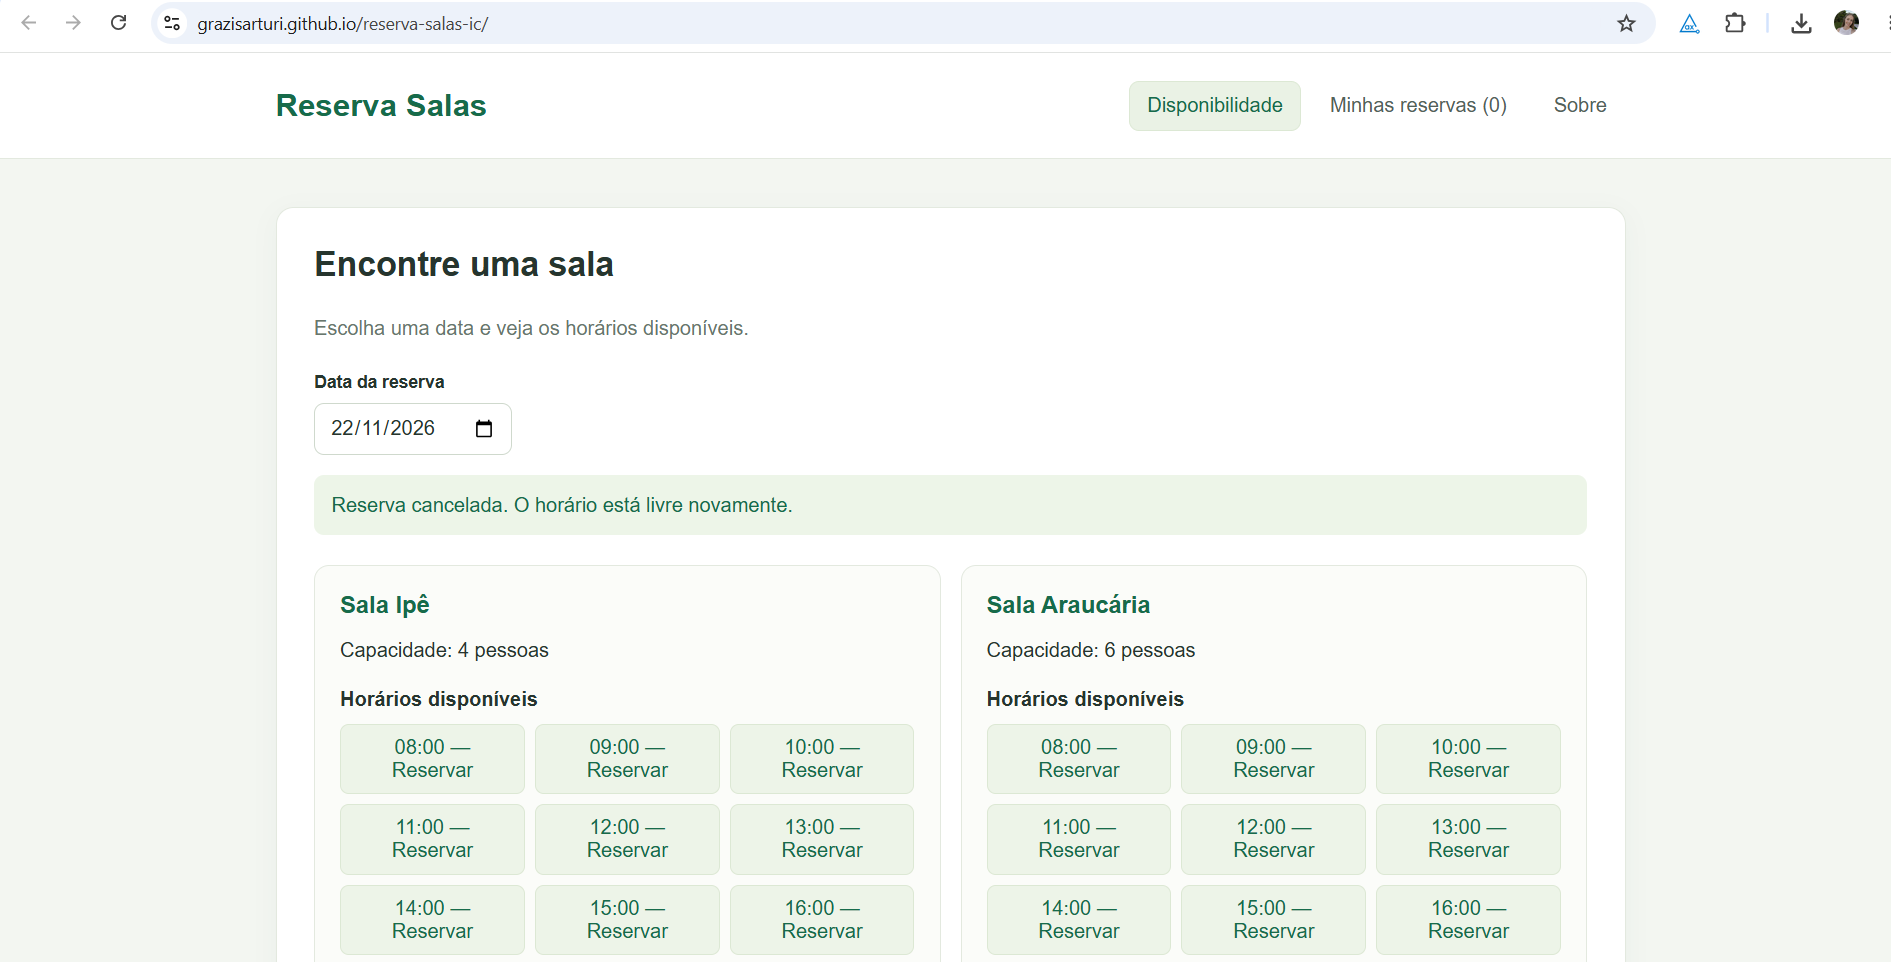 grazisarturi.github.io/reserva-salas-ic/
Reserva Salas
Disponibilidade
Minhas reservas (0)
Sobre
Encontre uma sala
Escolha uma data e veja os horários disponíveis.
Data da reserva
22/11/2026
Reserva cancelada. O horário está livre novamente.
Sala Ipê
Capacidade: 4 pessoas
Horários disponíveis
08:00 —
Reservar
09:00 —
Reservar
10:00 —
Reservar
11:00 —
Reservar
12:00 —
Reservar
13:00 —
Reservar
14:00 —
Reservar
15:00 —
Reservar
16:00 —
Reservar
Sala Araucária
Capacidade: 6 pessoas
Horários disponíveis
08:00 —
Reservar
09:00 —
Reservar
10:00 —
Reservar
11:00 —
Reservar
12:00 —
Reservar
13:00 —
Reservar
14:00 —
Reservar
15:00 —
Reservar
16:00 —
Reservar